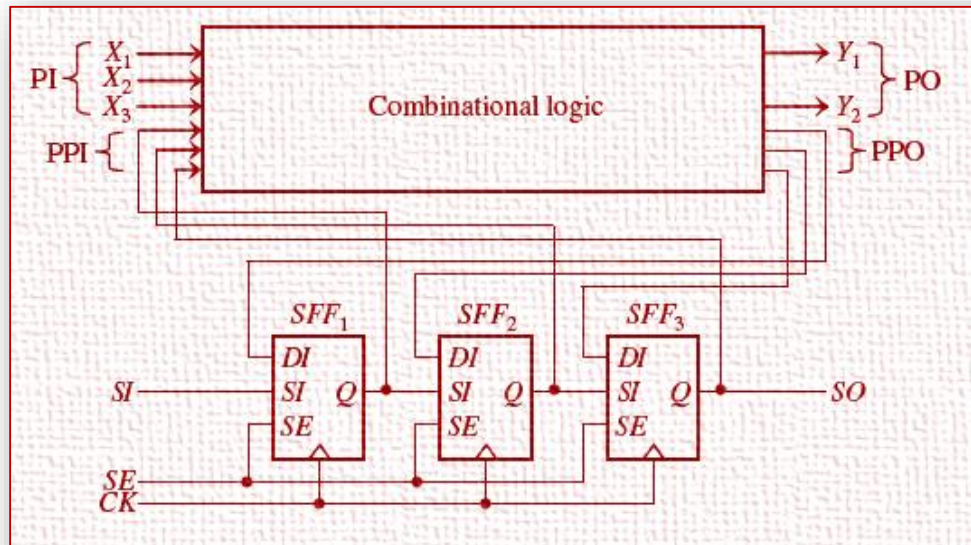 PI { X₁ Y₁ } PO
X₂
X₃ Combinational logic Y₂
PPI { } PPO
SFF₁ SFF₂ SFF₃
DI DI DI
SI SI Q SI Q SI Q SO
SE SE SE
SE
CK